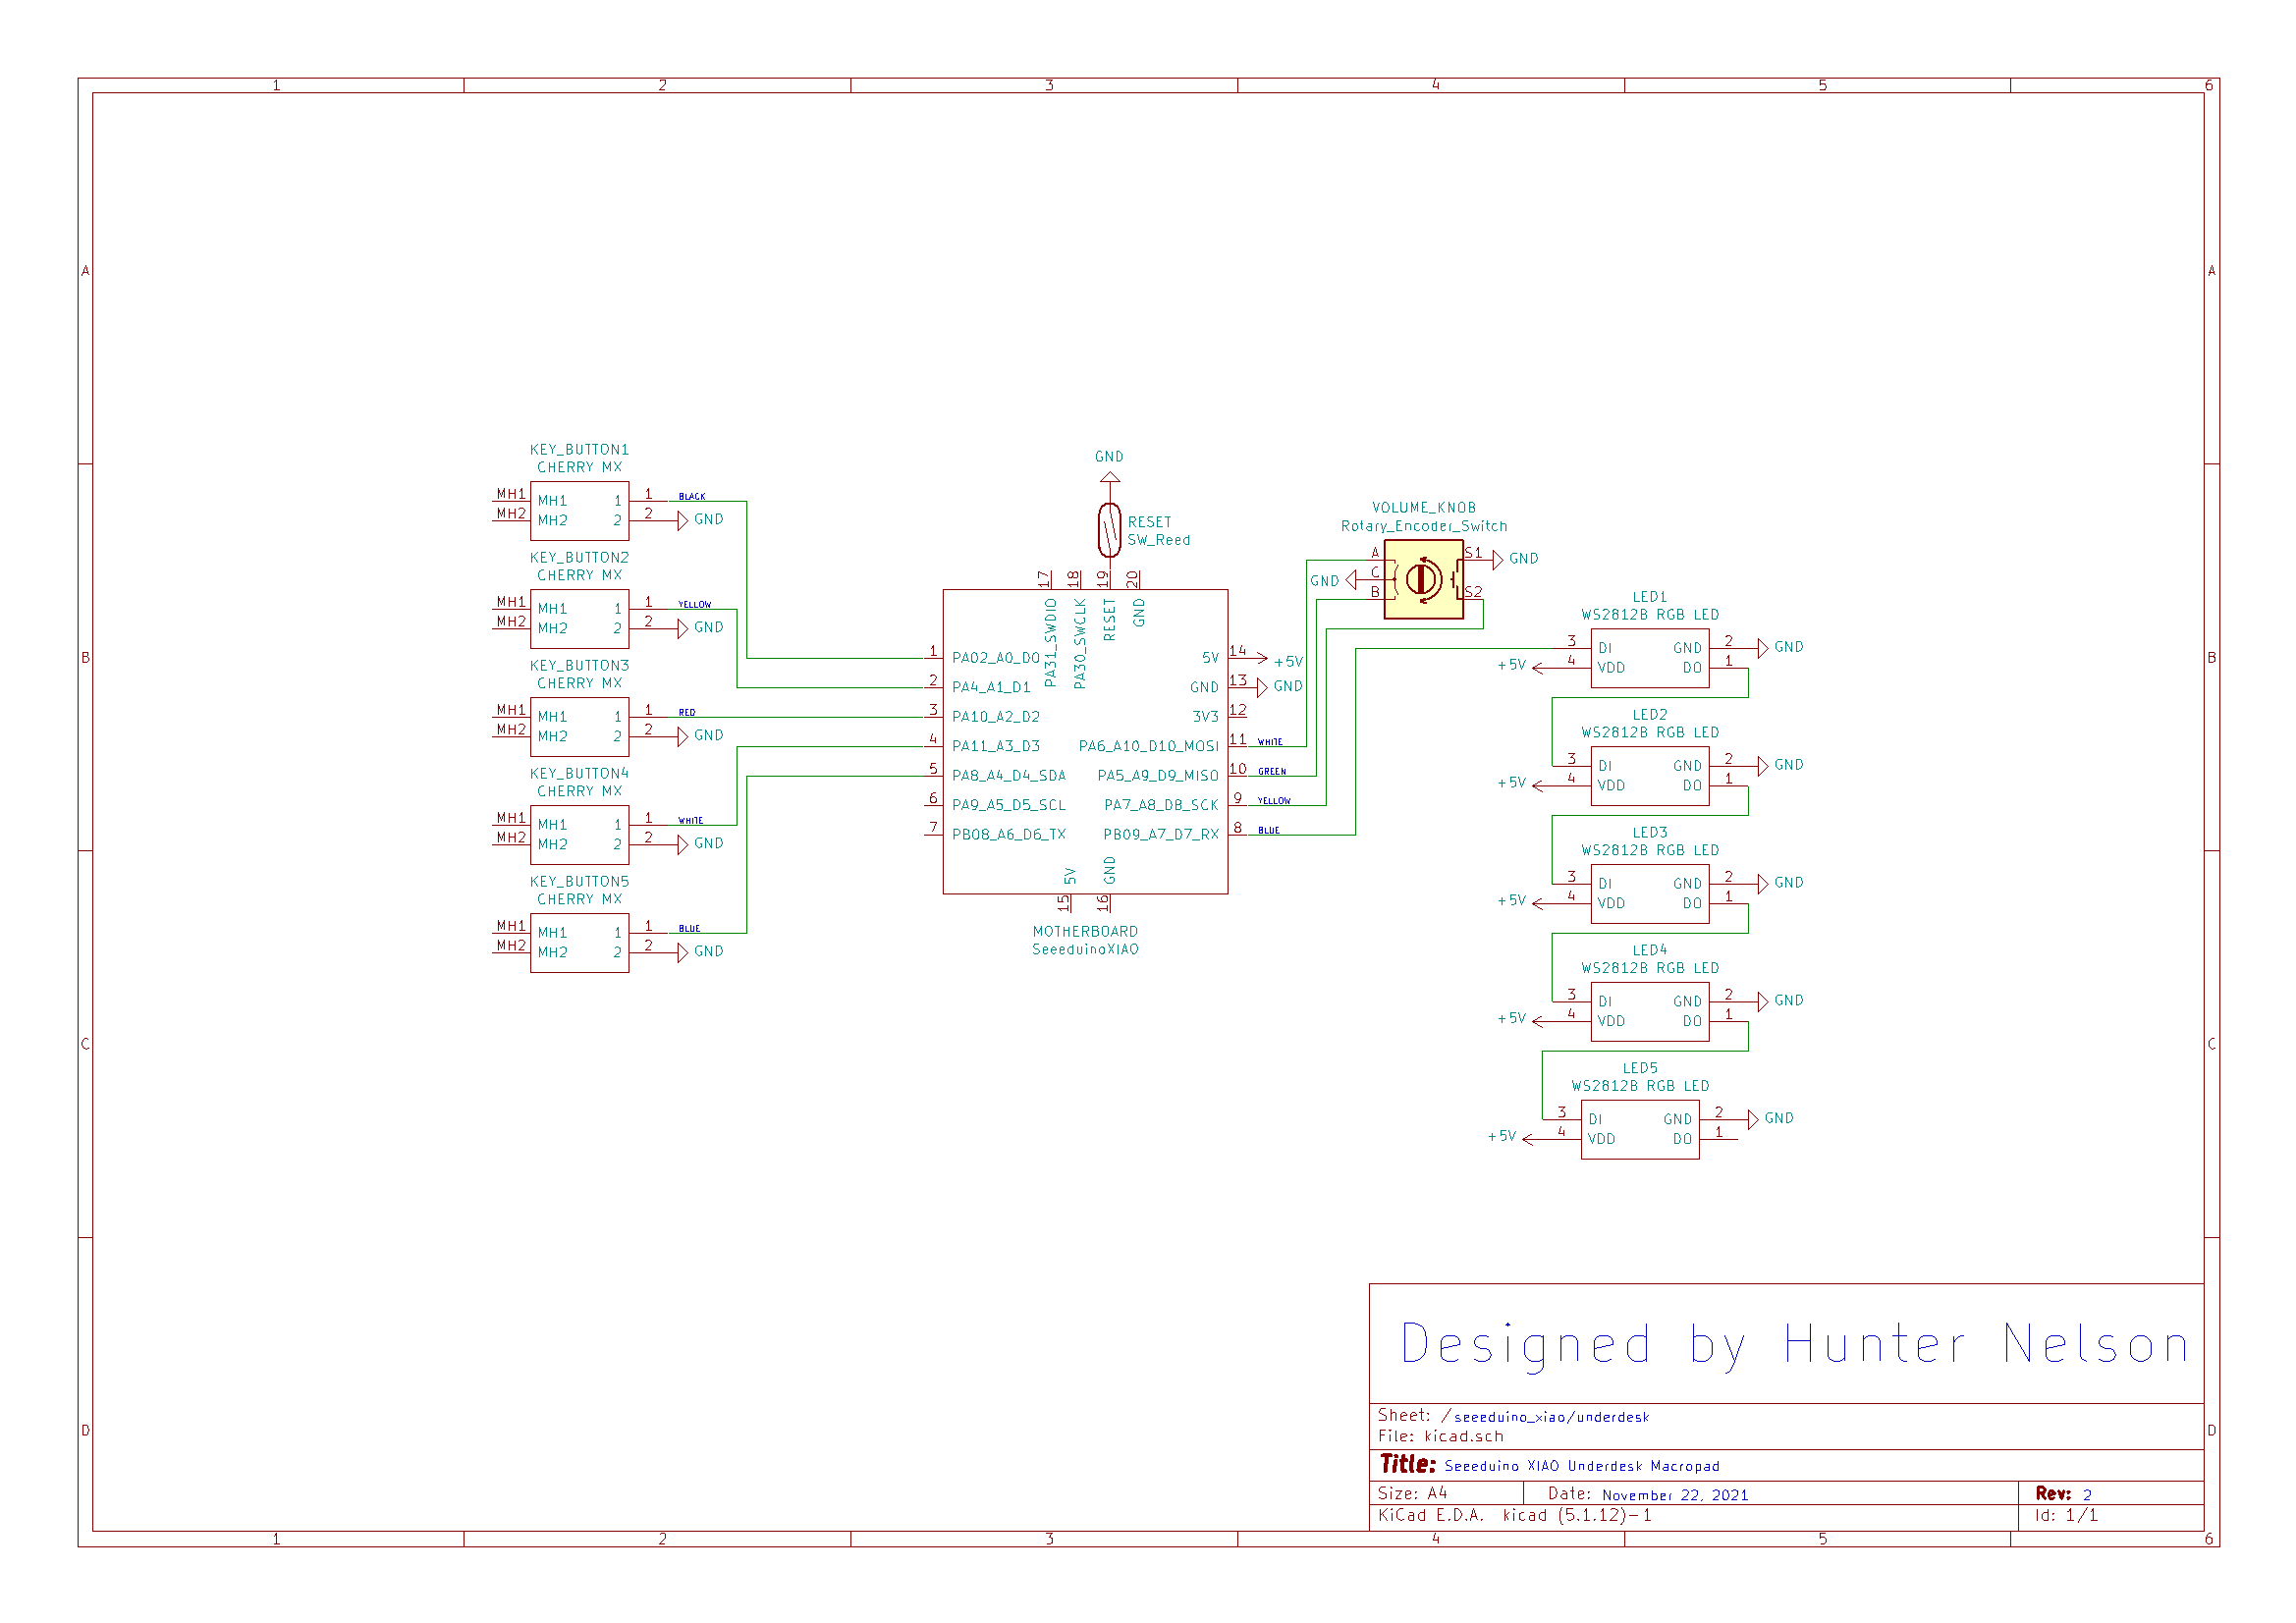 1 2 3 4 5 6
A A
KEY_BUTTON1
CHERRY MX
MH1 MH1 1 1 BLACK
MH2 MH2 2 2 GND
KEY_BUTTON2
CHERRY MX
MH1 MH1 1 1 YELLOW
MH2 MH2 2 2 GND
KEY_BUTTON3
CHERRY MX
MH1 MH1 1 1 RED
MH2 MH2 2 2 GND
KEY_BUTTON4
CHERRY MX
MH1 MH1 1 1 WHITE
MH2 MH2 2 2 GND
KEY_BUTTON5
CHERRY MX
MH1 MH1 1 1 BLUE
MH2 MH2 2 2 GND
GND
RESET
SW_Reed
17 18 19 20
PA31_SWDIO PA30_SWCLK RESET GND
1 PA02_A0_D0 5V 14 +5V
2 PA4_A1_D1 GND 13 GND
3 PA10_A2_D2 3V3 12
4 PA11_A3_D3 PA6_A10_D10_MOSI 11 WHITE
5 PA8_A4_D4_SDA PA5_A9_D9_MISO 10 GREEN
6 PA9_A5_D5_SCL PA7_A8_D8_SCK 9 YELLOW
7 PB08_A6_D6_TX PB09_A7_D7_RX 8 BLUE
5V GND
15 16
MOTHERBOARD
SeeeduinoXIAO
VOLUME_KNOB
Rotary_Encoder_Switch
A S1 GND
GND C
B S2
LED1
WS2812B RGB LED
3 DI GND 2 GND
+5V 4 VDD DO 1
LED2
WS2812B RGB LED
3 DI GND 2 GND
+5V 4 VDD DO 1
LED3
WS2812B RGB LED
3 DI GND 2 GND
+5V 4 VDD DO 1
LED4
WS2812B RGB LED
3 DI GND 2 GND
+5V 4 VDD DO 1
LED5
WS2812B RGB LED
3 DI GND 2 GND
+5V 4 VDD DO 1
B B
C C
D D
Designed by Hunter Nelson
Sheet: /seeeduino_xiao/underdesk
File: kicad.sch
Title: Seeeduino XIAO Underdesk Macropad
Size: A4 Date: November 22, 2021 Rev: 2
KiCad E.D.A. kicad (5.1.12)-1 Id: 1/1
1 2 3 4 5 6